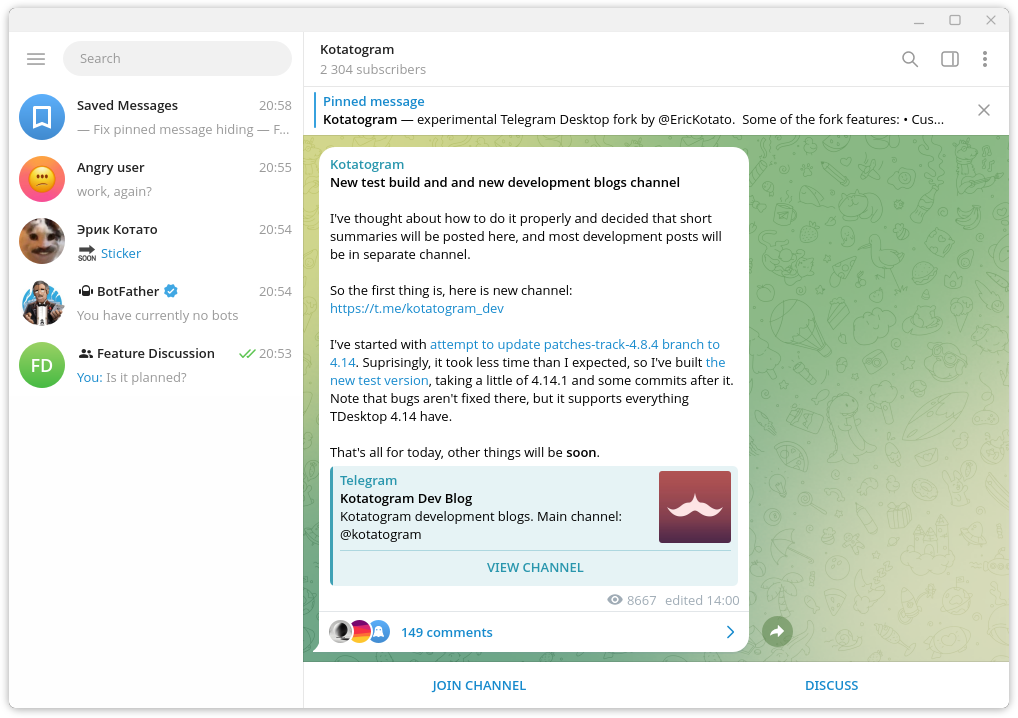 Search
Saved Messages
20:58
— Fix pinned message hiding — F...
Angry user
20:55
work, again?
Эрик Котато
20:54
SOON Sticker
BotFather
20:54
You have currently no bots
FD
Feature Discussion
20:53
You: Is it planned?
Kotatogram
2 304 subscribers
Pinned message
Kotatogram — experimental Telegram Desktop fork by @EricKotato.  Some of the fork features: • Cus...
Kotatogram
New test build and and new development blogs channel
I've thought about how to do it properly and decided that short
summaries will be posted here, and most development posts will
be in separate channel.
So the first thing is, here is new channel:
https://t.me/kotatogram_dev
I've started with attempt to update patches-track-4.8.4 branch to
4.14. Suprisingly, it took less time than I expected, so I've built the
new test version, taking a little of 4.14.1 and some commits after it.
Note that bugs aren't fixed there, but it supports everything
TDesktop 4.14 have.
That's all for today, other things will be soon.
Telegram
Kotatogram Dev Blog
Kotatogram development blogs. Main channel:
@kotatogram
VIEW CHANNEL
8667 edited 14:00
149 comments
JOIN CHANNEL
DISCUSS